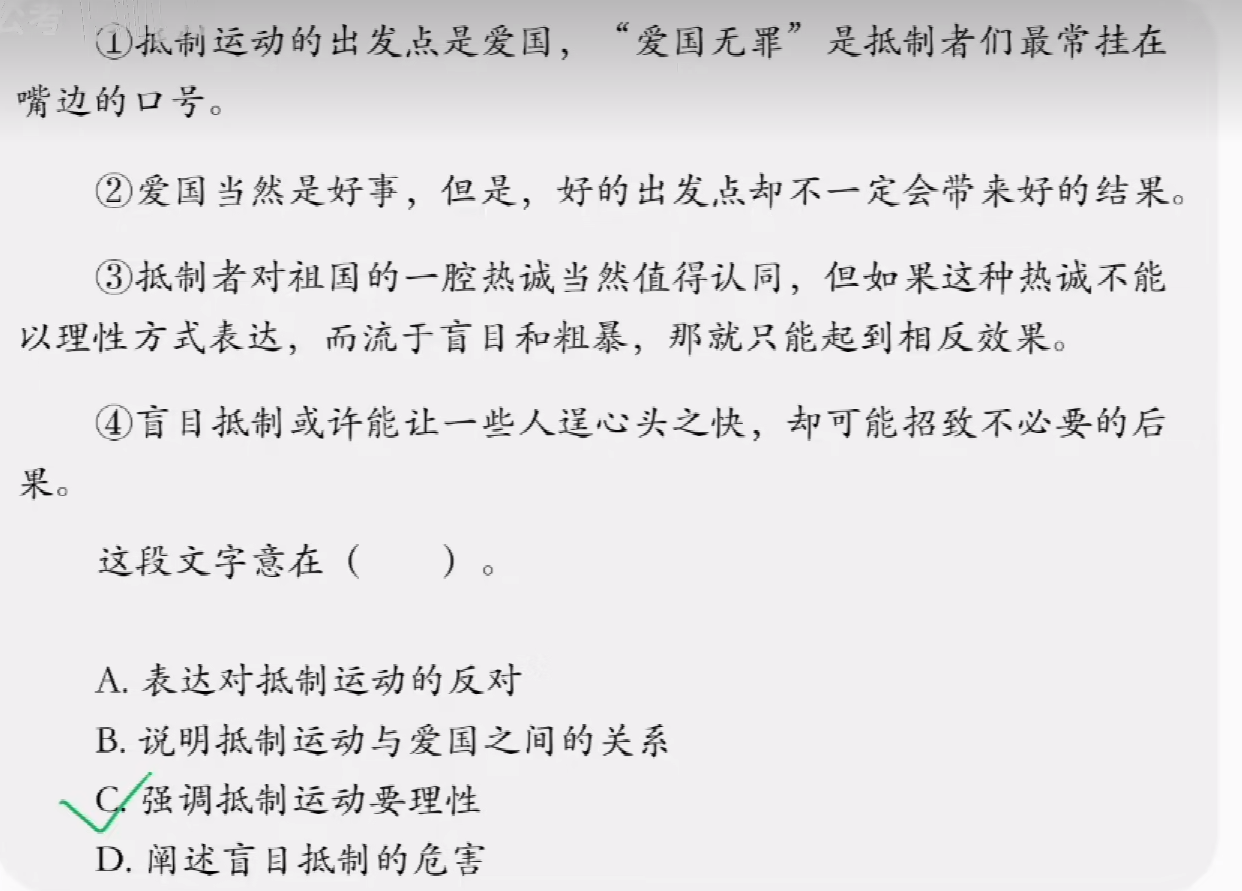 公考
①抵制运动的出发点是爱国，“爱国无罪”是抵制者们最常挂在
嘴边的口号。
②爱国当然是好事，但是，好的出发点却不一定会带来好的结果。
③抵制者对祖国的一腔热诚当然值得认同，但如果这种热诚不能
以理性方式表达，而流于盲目和粗暴，那就只能起到相反效果。
④盲目抵制或许能让一些人逞心头之快，却可能招致不必要的后
果。
这段文字意在（　　）。
A. 表达对抵制运动的反对
B. 说明抵制运动与爱国之间的关系
C. 强调抵制运动要理性
D. 阐述盲目抵制的危害